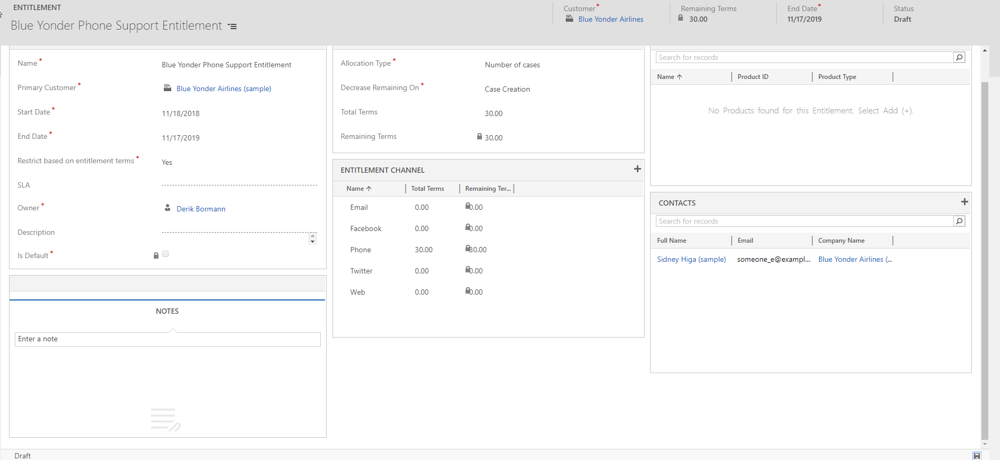 ENTITLEMENT
Blue Yonder Phone Support Entitlement
Customer*
Blue Yonder Airlines
Remaining Terms
30.00
End Date*
11/17/2019
Status
Draft
Name* Blue Yonder Phone Support Entitlement
Primary Customer* Blue Yonder Airlines (sample)
Start Date* 11/18/2018
End Date* 11/17/2019
Restrict based on entitlement terms* Yes
SLA
Owner* Derik Bormann
Description
Is Default*
NOTES
Enter a note
Allocation Type* Number of cases
Decrease Remaining On* Case Creation
Total Terms 30.00
Remaining Terms 30.00
ENTITLEMENT CHANNEL +
Name ↑ Total Terms Remaining Ter...
Email 0.00 0.00
Facebook 0.00 0.00
Phone 30.00 30.00
Twitter 0.00 0.00
Web 0.00 0.00
Search for records
Name ↑ Product ID Product Type
No Products found for this Entitlement. Select Add (+).
CONTACTS +
Search for records
Full Name Email Company Name
Sidney Higa (sample) someone_e@exampl... Blue Yonder Airlines (...
Draft